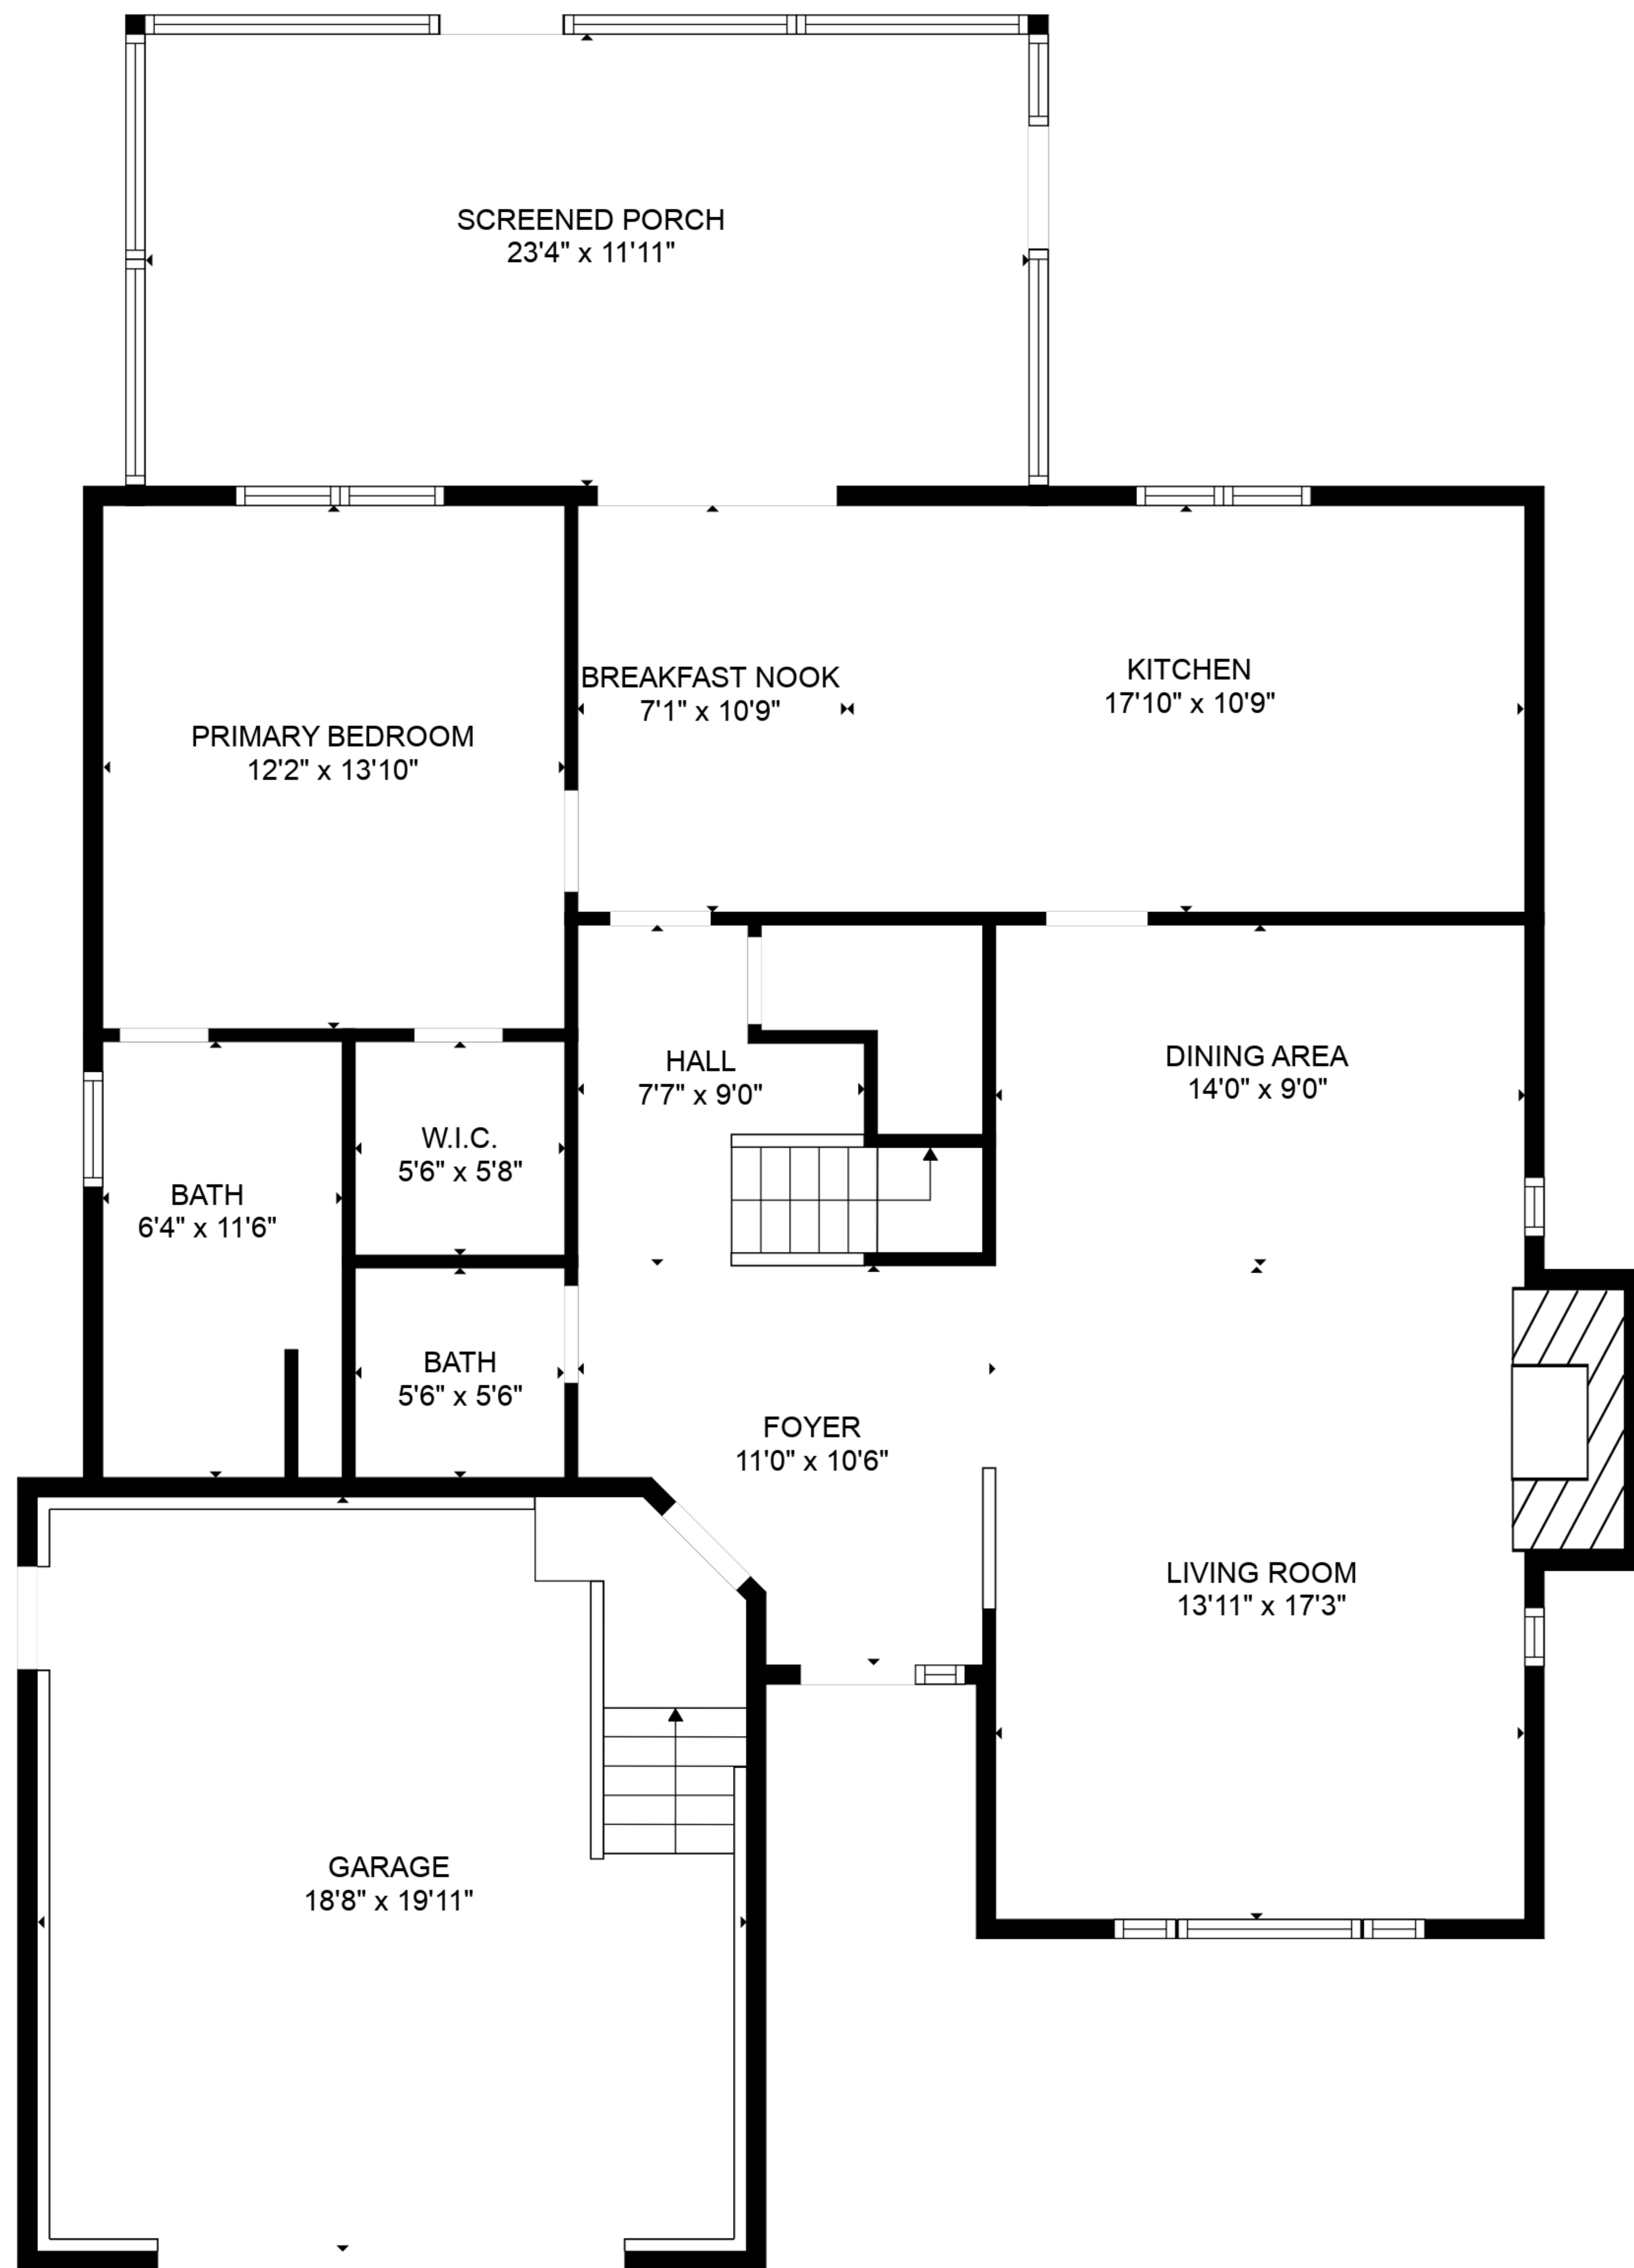 SCREENED PORCH
23'4" x 11'11"
BREAKFAST NOOK
7'1" x 10'9"
KITCHEN
17'10" x 10'9"
PRIMARY BEDROOM
12'2" x 13'10"
HALL
7'7" x 9'0"
DINING AREA
14'0" x 9'0"
W.I.C.
5'6" x 5'8"
BATH
6'4" x 11'6"
BATH
5'6" x 5'6"
FOYER
11'0" x 10'6"
LIVING ROOM
13'11" x 17'3"
GARAGE
18'8" x 19'11"